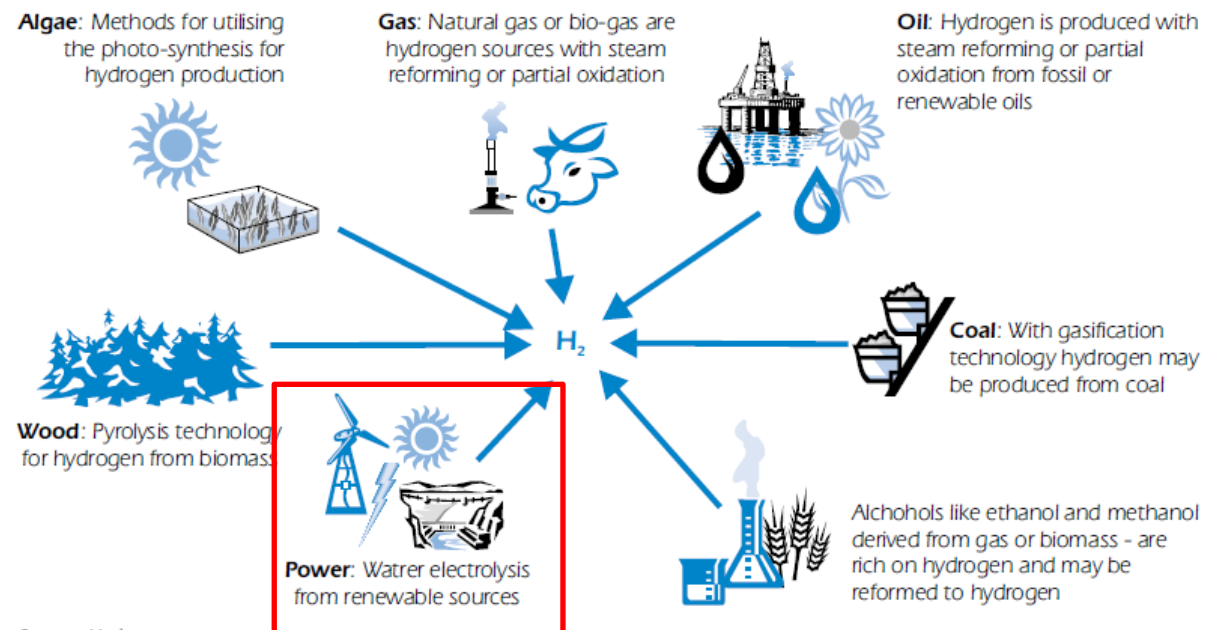 Algae: Methods for utilising
the photo-synthesis for
hydrogen production
Gas: Natural gas or bio-gas are
hydrogen sources with steam
reforming or partial oxidation
Oil: Hydrogen is produced with
steam reforming or partial
oxidation from fossil or
renewable oils
H₂
Coal: With gasification
technology hydrogen may
be produced from coal
Wood: Pyrolysis technology
for hydrogen from biomass
Power: Watrer electrolysis
from renewable sources
Alchohols like ethanol and methanol
derived from gas or biomass - are
rich on hydrogen and may be
reformed to hydrogen